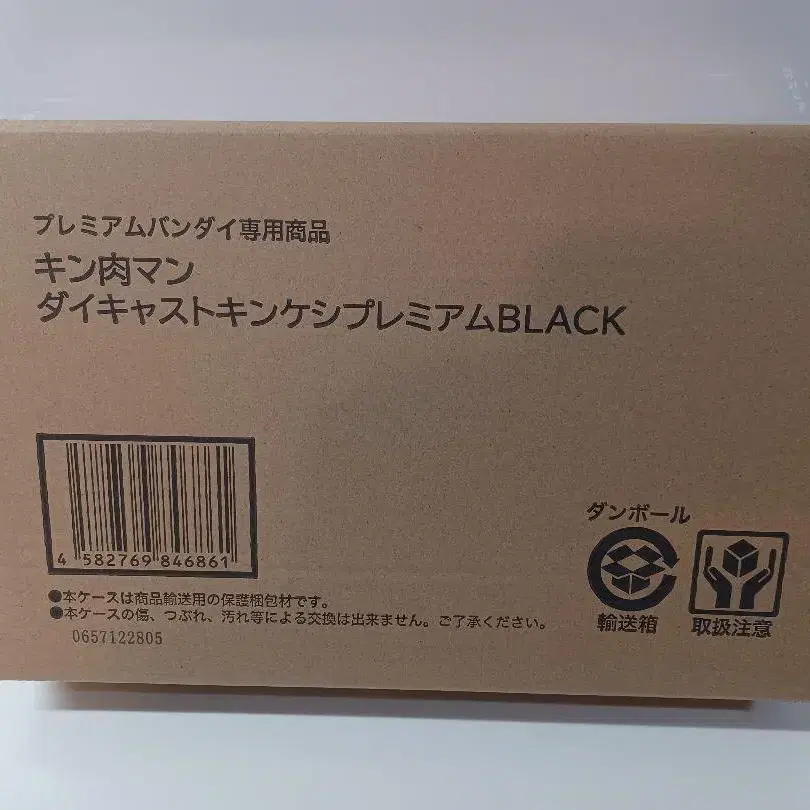 プレミアムバンダイ専用商品
キン肉マン
ダイキャストキンケシプレミアムBLACK
4 582769 846861
●本ケースは商品輸送用の保護梱包材です。
●本ケースの傷、つぶれ、汚れ等による交換は出来ません。ご了承ください。
0657122805
ダンボール
輸送箱
取扱注意